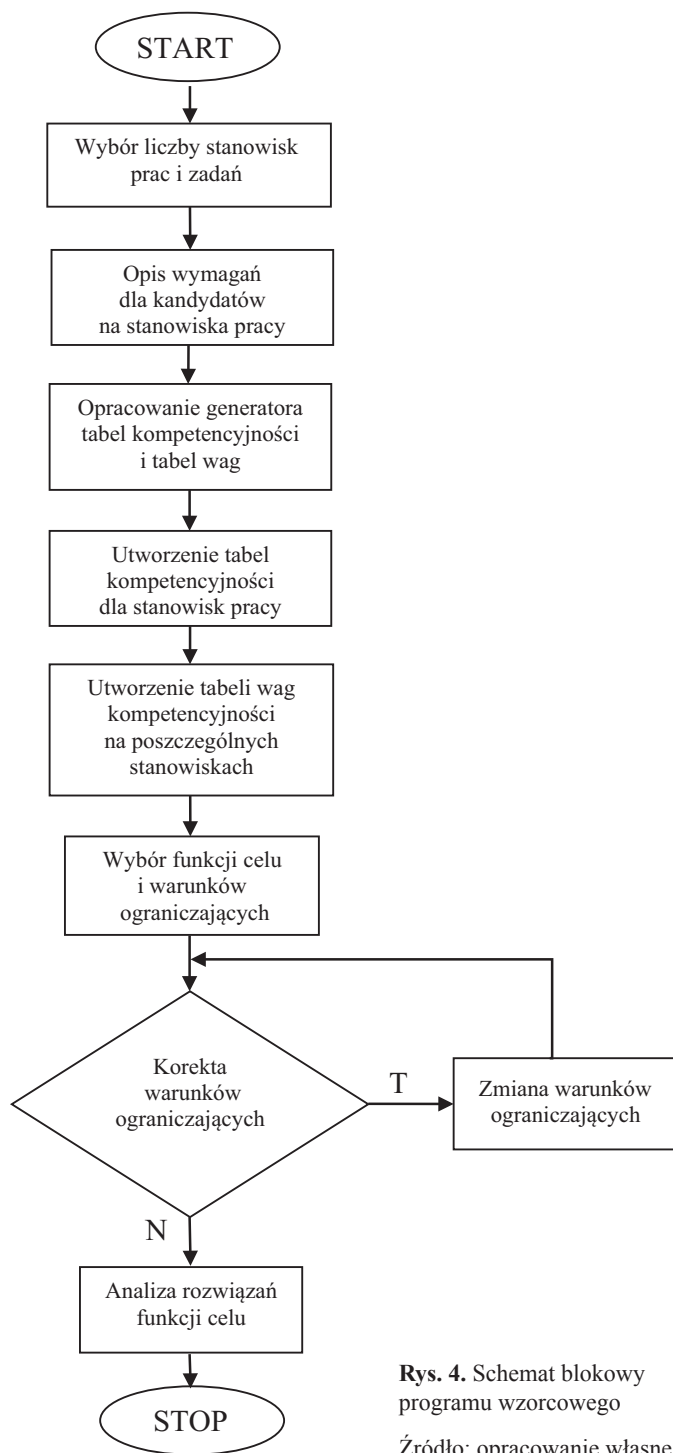 START
Wybór liczby stanowisk
prac i zadań
Opis wymagań
dla kandydatów
na stanowiska pracy
Opracowanie generatora
tabel kompetencyjności
i tabel wag
Utworzenie tabel
kompetencyjności
dla stanowisk pracy
Utworzenie tabeli wag
kompetencyjności
na poszczególnych
stanowiskach
Wybór funkcji celu
i warunków
ograniczających
Korekta
warunków
ograniczających
T
Zmiana warunków
ograniczających
N
Analiza rozwiązań
funkcji celu
STOP
Rys. 4. Schemat blokowy
programu wzorcowego
Źródło: opracowanie własne